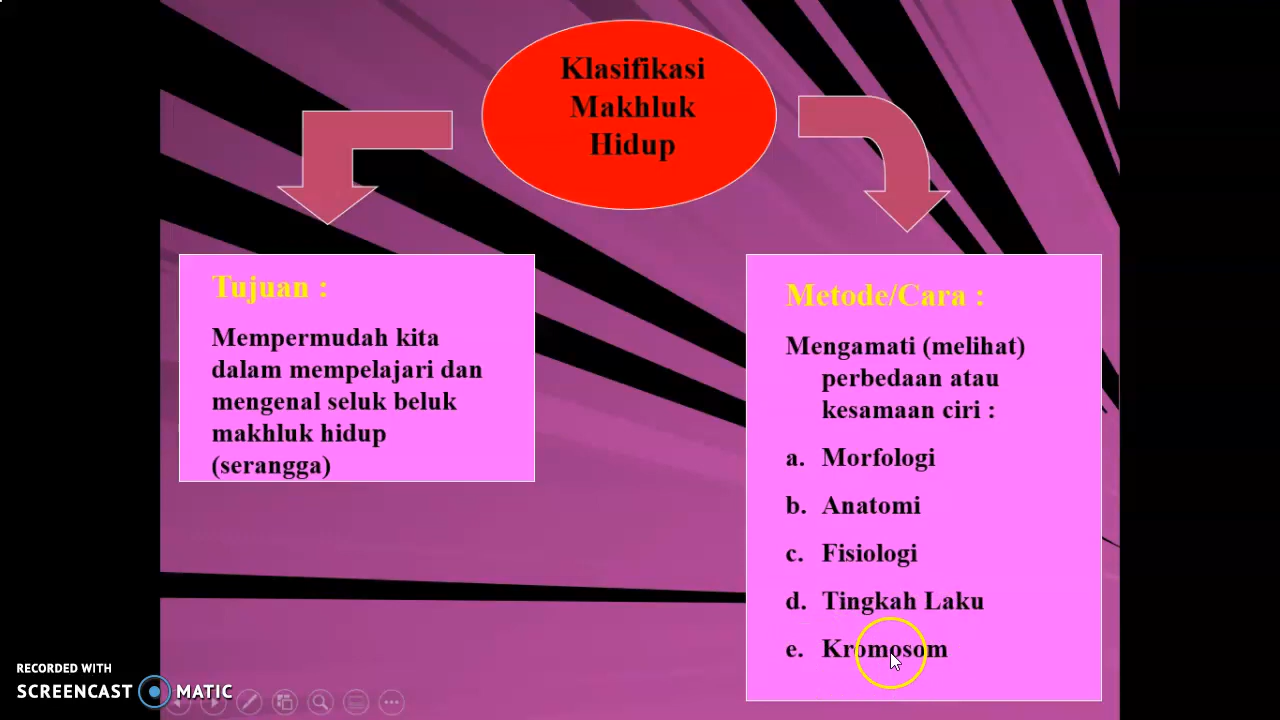 Klasifikasi
Makhluk
Hidup
Tujuan :
Mempermudah kita
dalam mempelajari dan
mengenal seluk beluk
makhluk hidup
(serangga)
Metode/Cara :
Mengamati (melihat)
perbedaan atau
kesamaan ciri :
a. Morfologi
b. Anatomi
c. Fisiologi
d. Tingkah Laku
e. Kromosom
RECORDED WITH
SCREENCAST MATIC